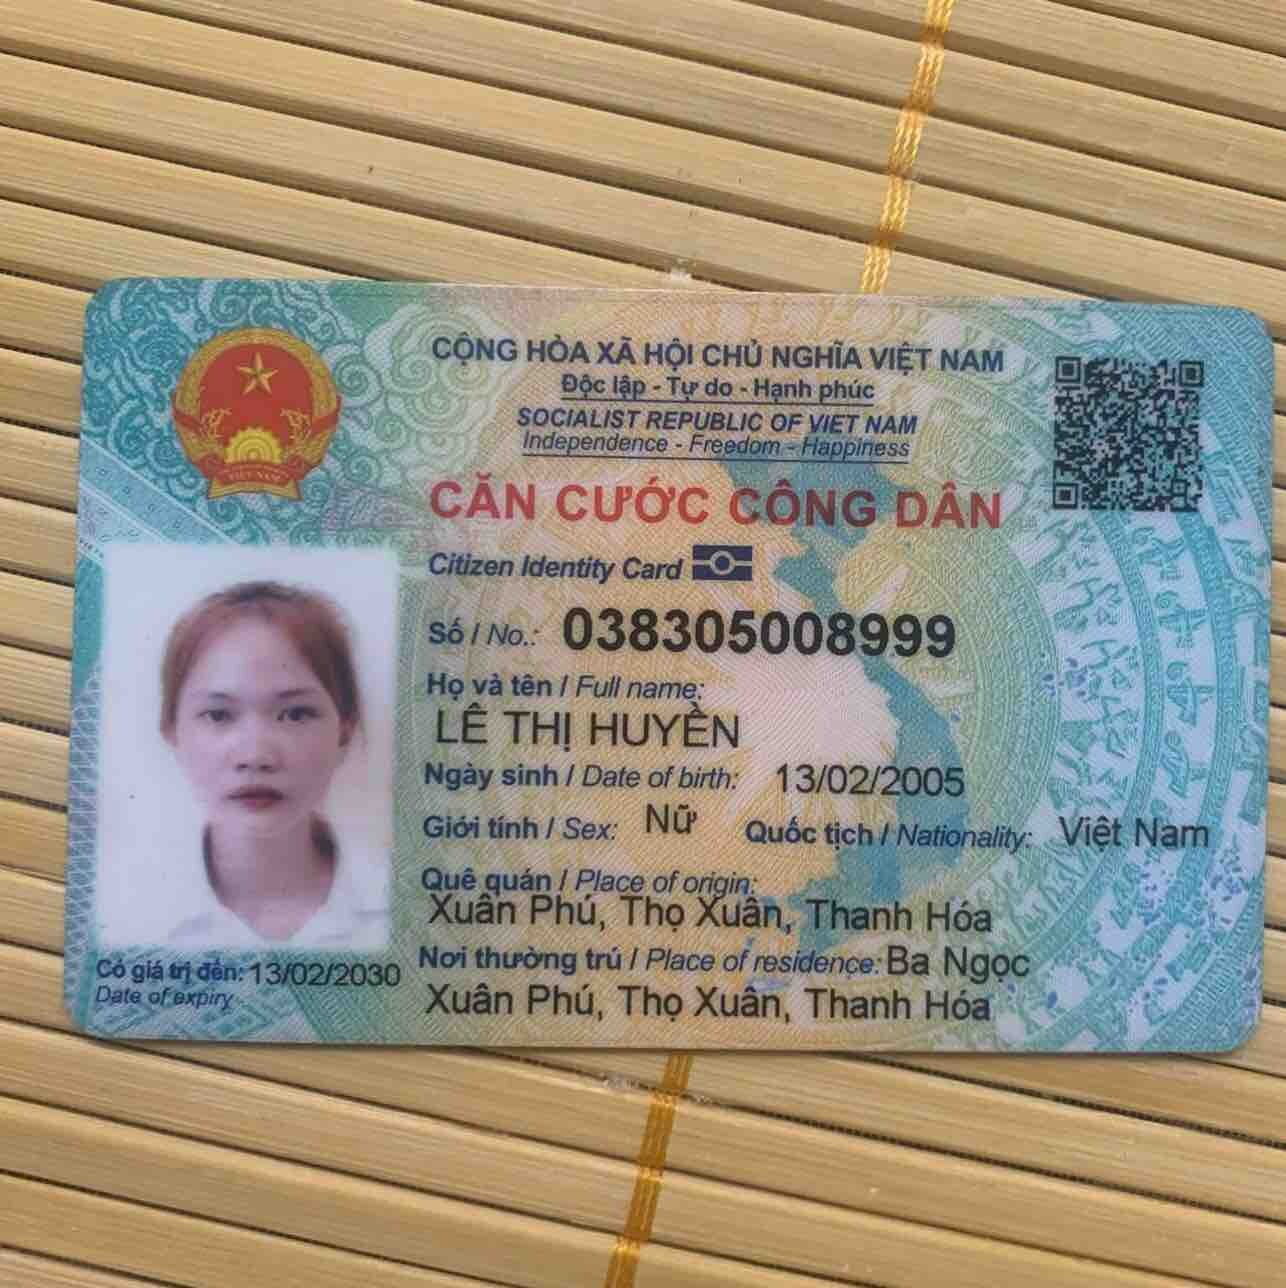 CỘNG HÒA XÃ HỘI CHỦ NGHĨA VIỆT NAM
Độc lập - Tự do - Hạnh phúc
SOCIALIST REPUBLIC OF VIET NAM
Independence - Freedom - Happiness
CĂN CƯỚC CÔNG DÂN
Citizen Identity Card
Số / No.: 038305008999
Họ và tên / Full name:
LÊ THỊ HUYỀN
Ngày sinh / Date of birth: 13/02/2005
Giới tính / Sex: Nữ Quốc tịch / Nationality: Việt Nam
Quê quán / Place of origin:
Xuân Phú, Thọ Xuân, Thanh Hóa
Nơi thường trú / Place of residence: Ba Ngọc
Xuân Phú, Thọ Xuân, Thanh Hóa
Có giá trị đến: 13/02/2030
Date of expiry